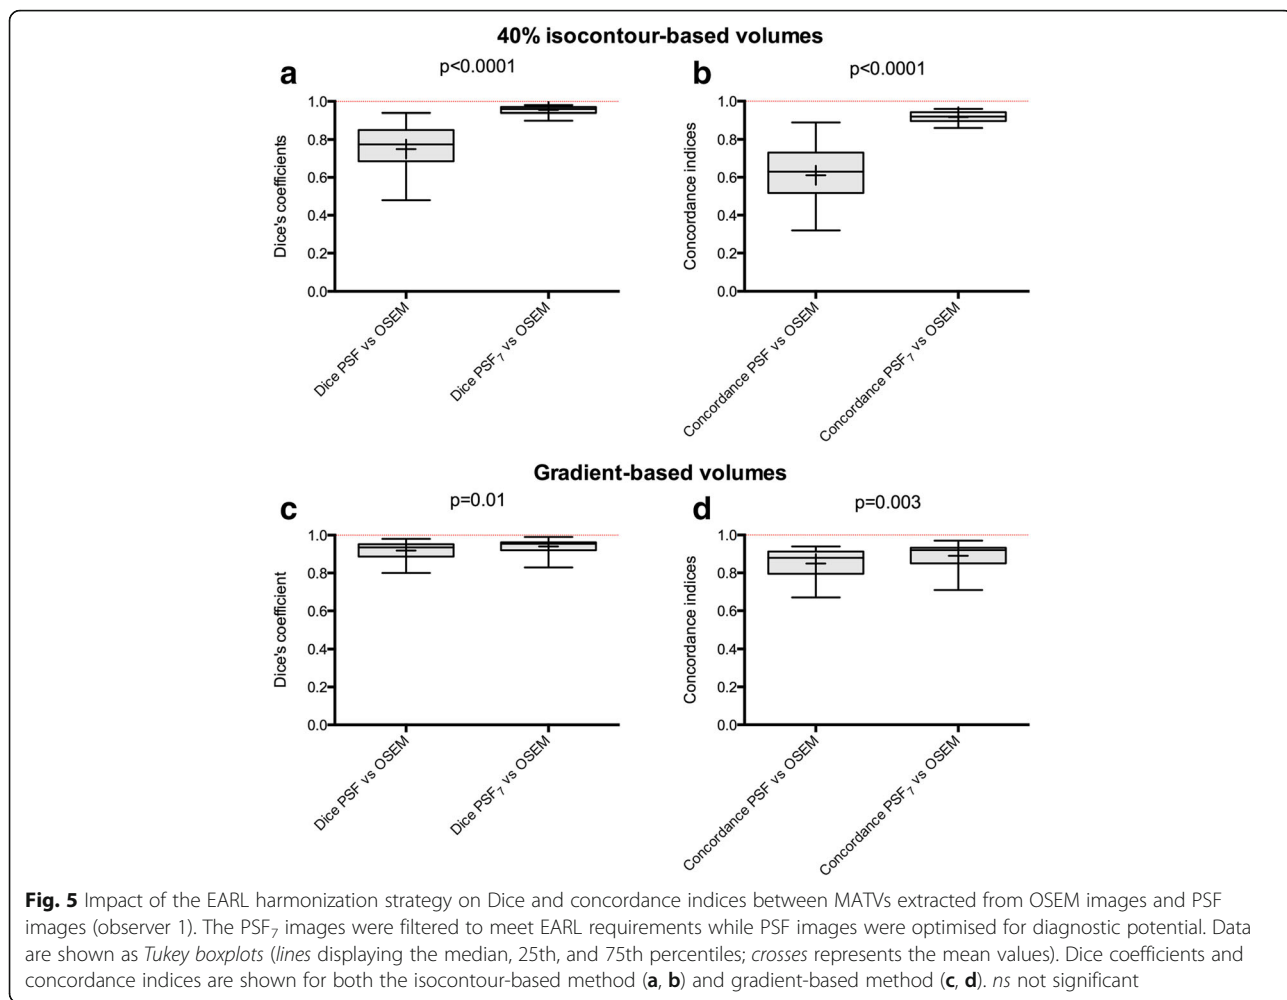 40% isocontour-based volumes
a
p<0.0001
Dice's coefficients
1.0
0.8
0.6
0.4
0.2
0.0
Dice PSF vs OSEM
Dice PSF₇ vs OSEM
b
p<0.0001
Concordance indices
1.0
0.8
0.6
0.4
0.2
0.0
Concordance PSF vs OSEM
Concordance PSF₇ vs OSEM
Gradient-based volumes
c
p=0.01
Dice's coefficient
1.0
0.8
0.6
0.4
0.2
0.0
Dice PSF vs OSEM
Dice PSF₇ vs OSEM
d
p=0.003
Concordance indices
1.0
0.8
0.6
0.4
0.2
0.0
Concordance PSF vs OSEM
Concordance PSF₇ vs OSEM
Fig. 5 Impact of the EARL harmonization strategy on Dice and concordance indices between MATVs extracted from OSEM images and PSF
images (observer 1). The PSF₇ images were filtered to meet EARL requirements while PSF images were optimised for diagnostic potential. Data
are shown as Tukey boxplots (lines displaying the median, 25th, and 75th percentiles; crosses represents the mean values). Dice coefficients and
concordance indices are shown for both the isocontour-based method (a, b) and gradient-based method (c, d). ns not significant